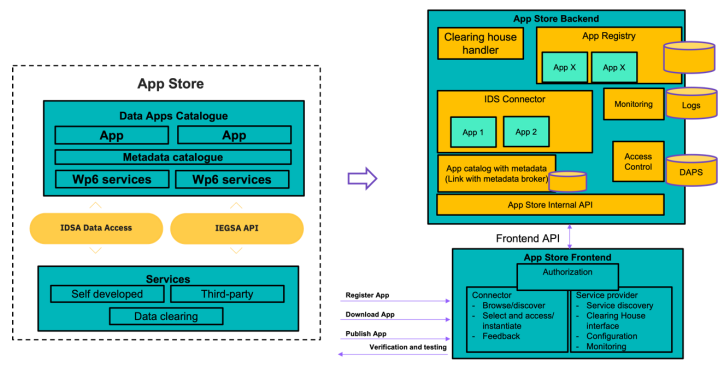 App Store
Data Apps Catalogue
App
App
Metadata catalogue
Wp6 services
Wp6 services
IDSA Data Access
IEGSA API
Services
Self developed
Third-party
Data clearing
App Store Backend
Clearing house
handler
App Registry
App X
App X
IDS Connector
App 1
App 2
Monitoring
Logs
App catalog with metadata
(Link with metadata broker)
Access
Control
DAPS
App Store Internal API
Frontend API
App Store Frontend
Authorization
Connector
- Browse/discover
- Select and access/
instantiate
- Feedback
Service provider
- Service discovery
- Clearing House
interface
- Configuration
- Monitoring
Register App
Download App
Publish App
Verification and testing